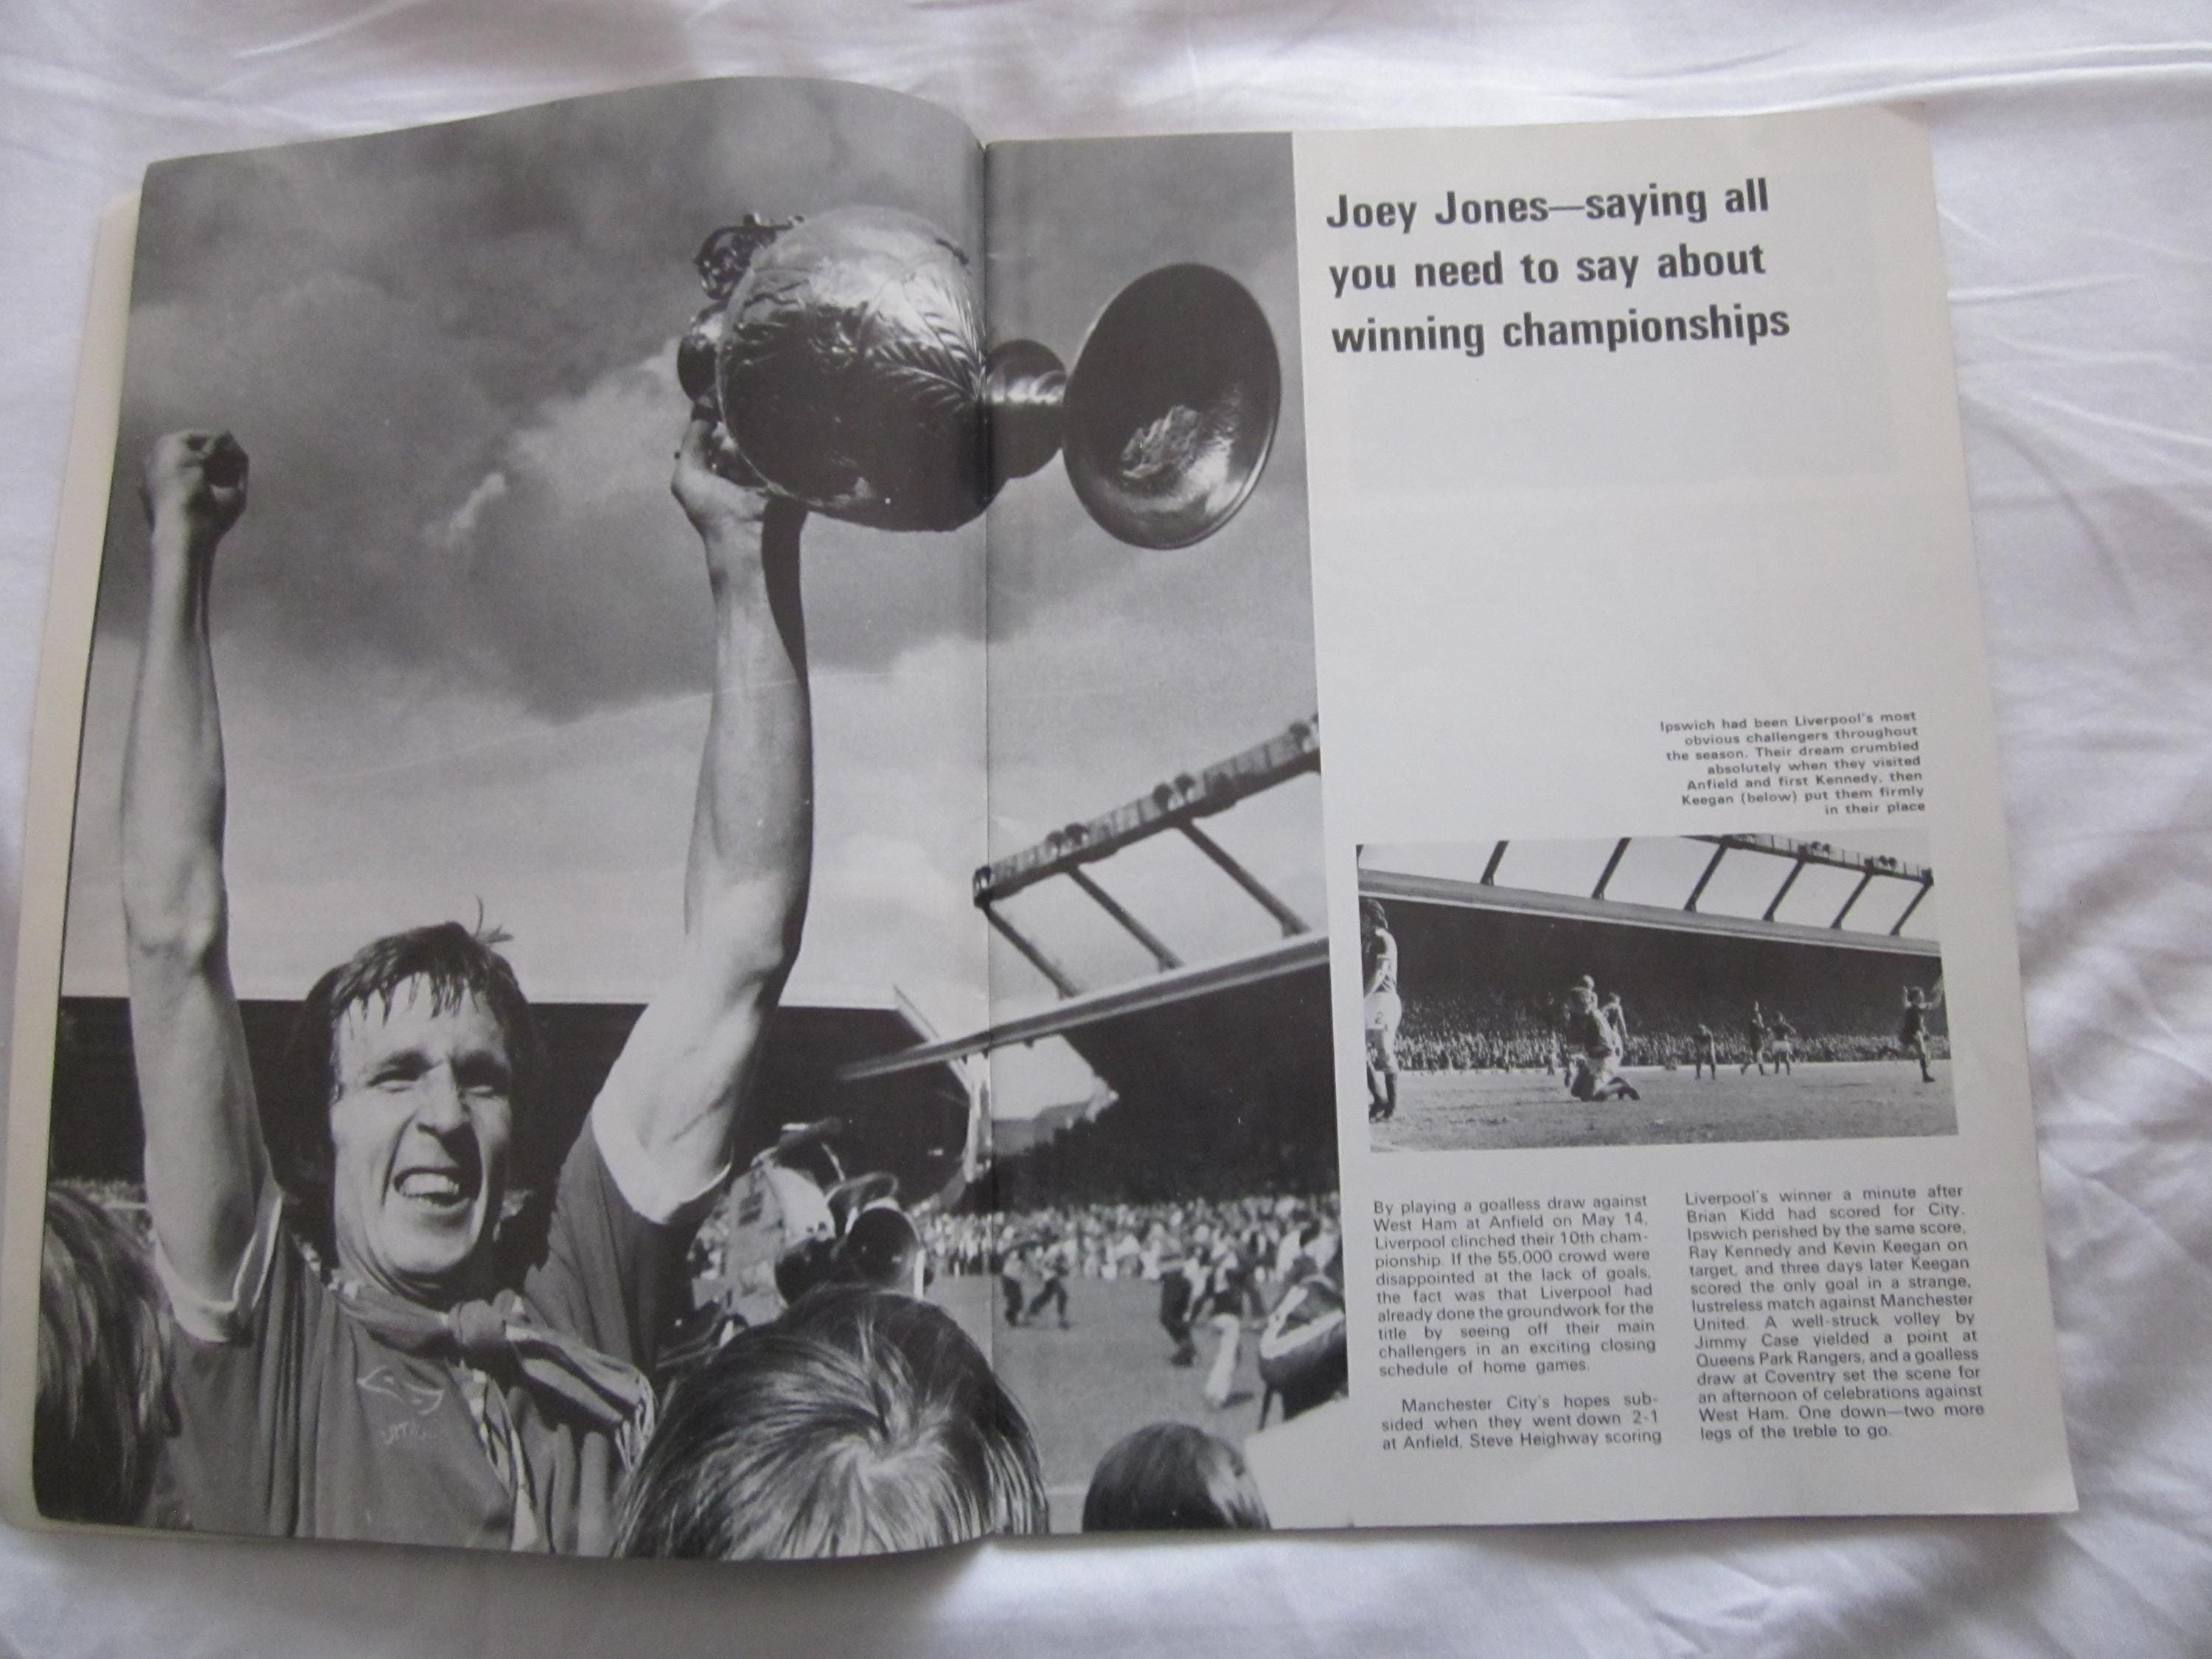 Joey Jones—saying all
you need to say about
winning championships
Ipswich had been Liverpool's most
obvious challengers throughout
the season. Their dream crumbled
absolutely when they visited
Anfield and first Kennedy, then
Keegan (below) put them firmly
in their place
2
By playing a goalless draw against
West Ham at Anfield on May 14,
Liverpool clinched their 10th cham-
pionship. If the 55,000 crowd were
disappointed at the lack of goals,
the fact was that Liverpool had
already done the groundwork for the
title by seeing off their main
challengers in an exciting closing
schedule of home games.
Manchester City's hopes sub-
sided when they went down 2-1
at Anfield, Steve Heighway scoring
Liverpool's winner a minute after
Brian Kidd had scored for City.
Ipswich perished by the same score,
Ray Kennedy and Kevin Keegan on
target, and three days later Keegan
scored the only goal in a strange,
lustreless match against Manchester
United. A well-struck volley by
Jimmy Case yielded a point at
Queens Park Rangers, and a goalless
draw at Coventry set the scene for
an afternoon of celebrations against
West Ham. One down—two more
legs of the treble to go.